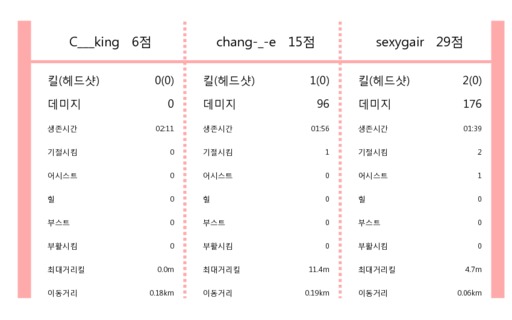 C___king 6점 chang-_-e 15점 sexygair 29점
킬(헤드샷) 0(0) 킬(헤드샷) 1(0) 킬(헤드샷) 2(0)
데미지 0 데미지 96 데미지 176
생존시간 02:11 생존시간 01:56 생존시간 01:39
기절시킴 0 기절시킴 1 기절시킴 2
어시스트 0 어시스트 0 어시스트 1
힐 0 힐 0 힐 0
부스트 0 부스트 0 부스트 0
부활시킴 0 부활시킴 0 부활시킴 0
최대거리킬 0.0m 최대거리킬 11.4m 최대거리킬 4.7m
이동거리 0.18km 이동거리 0.19km 이동거리 0.06km